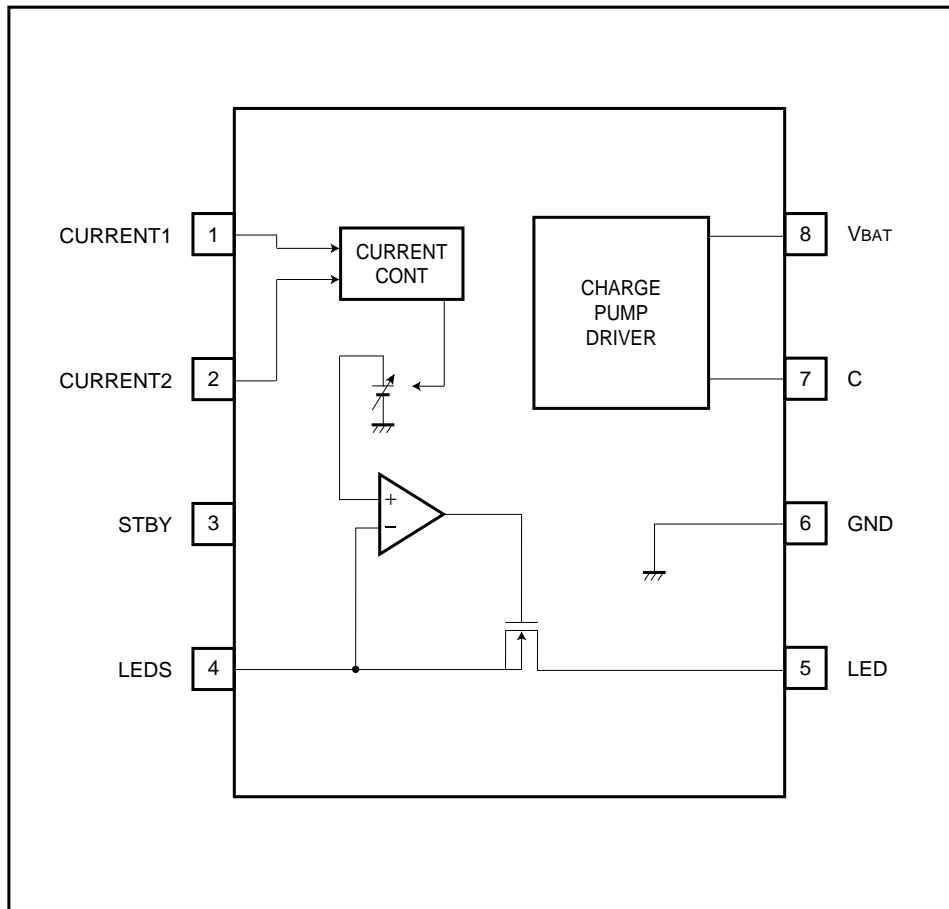 CURRENT1
1
CURRENT
CONT
CURRENT2
2
STBY
3
LEDS
4
+
−
CHARGE
PUMP
DRIVER
8
VBAT
7
C
6
GND
5
LED